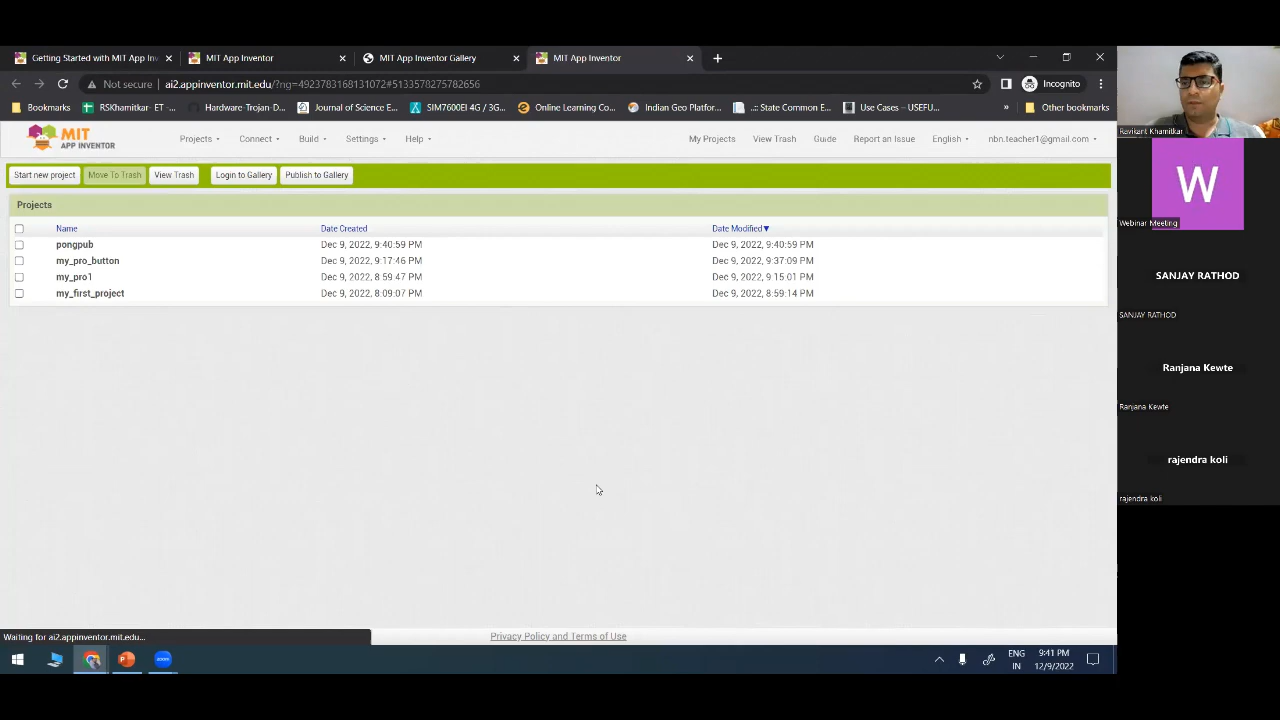 Getting Started with MIT App Inv
MIT App Inventor
MIT App Inventor Gallery
MIT App Inventor
Not secure
ai2.appinventor.mit.edu/?ng=4923783168131072#5133578275782656
Incognito
Bookmarks
RSKhamitkar- ET -...
Hardware-Trojan-D...
Journal of Science E...
SIM7600EI 4G / 3G...
Online Learning Co...
Indian Geo Platfor...
..:: State Common E...
Use Cases – USEFU...
»
Other bookmarks
MIT
APP INVENTOR
Projects
Connect
Build
Settings
Help
My Projects
View Trash
Guide
Report an Issue
English
nbn.teacher1@gmail.com
Start new project
Move To Trash
View Trash
Login to Gallery
Publish to Gallery
Projects
Name Date Created Date Modified▼
pongpub Dec 9, 2022, 9:40:59 PM Dec 9, 2022, 9:40:59 PM
my_pro_button Dec 9, 2022, 9:17:46 PM Dec 9, 2022, 9:37:09 PM
my_pro1 Dec 9, 2022, 8:59:47 PM Dec 9, 2022, 9:15:01 PM
my_first_project Dec 9, 2022, 8:09:07 PM Dec 9, 2022, 8:59:14 PM
Waiting for ai2.appinventor.mit.edu...
Privacy Policy and Terms of Use
zoom
ENG
IN
9:41 PM
12/9/2022
Ravikant Khamitkar
W
Webinar Meeting
SANJAY RATHOD
SANJAY RATHOD
Ranjana Kewte
Ranjana Kewte
rajendra koli
rajendra koli